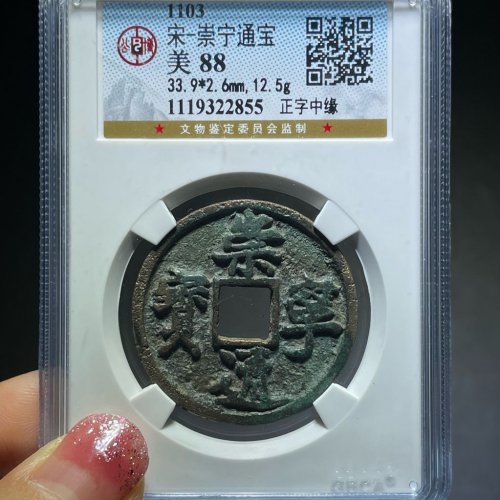 1103
宋-崇宁通宝
美 88
33.9*2.6mm,12.5g
1119322855 正字中缘
★ 文物鉴定委员会监制 ★
崇寧通寳